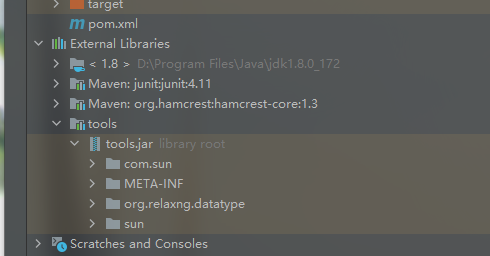 target
pom.xml
External Libraries
< 1.8 > D:\Program Files\Java\jdk1.8.0_172
Maven: junit:junit:4.11
Maven: org.hamcrest:hamcrest-core:1.3
tools
tools.jar library root
com.sun
META-INF
org.relaxng.datatype
sun
Scratches and Consoles